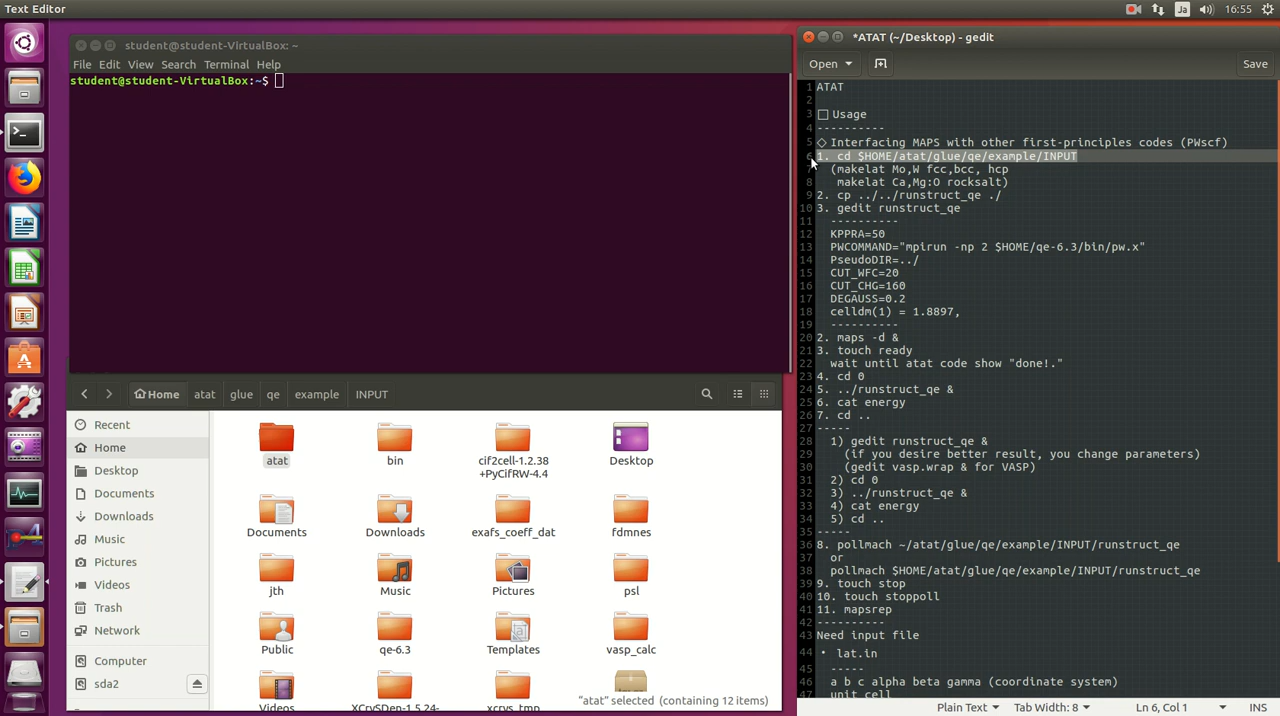 Text Editor
Ja
16:55
student@student-VirtualBox: ~
File Edit View Search Terminal Help
student@student-VirtualBox:~$
Home atat glue qe example INPUT
Recent
Home
Desktop
Documents
Downloads
Music
Pictures
Videos
Trash
Network
Computer
sda2
atat
bin
cif2cell-1.2.38
+PyCifRW-4.4
Desktop
Documents
Downloads
exafs_coeff_dat
fdmnes
jth
Music
Pictures
psl
Public
qe-6.3
Templates
vasp_calc
Videos
XCrySDen-1.5.24-
xcrys_tmp
"atat" selected (containing 12 items)
*ATAT (~/Desktop) - gedit
Open
Save
1 ATAT
2
3 □ Usage
4 ----------
5 ◇ Interfacing MAPS with other first-principles codes (PWscf)
6 1. cd $HOME/atat/glue/qe/example/INPUT
7 (makelat Mo,W fcc,bcc, hcp
8 makelat Ca,Mg:O rocksalt)
9 2. cp ../../runstruct_qe ./
10 3. gedit runstruct_qe
11 ----------
12 KPPRA=50
13 PWCOMMAND="mpirun -np 2 $HOME/qe-6.3/bin/pw.x"
14 PseudoDIR=../
15 CUT_WFC=20
16 CUT_CHG=160
17 DEGAUSS=0.2
18 celldm(1) = 1.8897,
19 ----------
20 2. maps -d &
21 3. touch ready
22 wait until atat code show "done!."
23 4. cd 0
24 5. ../runstruct_qe &
25 6. cat energy
26 7. cd ..
27 -----
28 1) gedit runstruct_qe &
29 (if you desire better result, you change parameters)
30 (gedit vasp.wrap & for VASP)
31 2) cd 0
32 3) ../runstruct_qe &
33 4) cat energy
34 5) cd ..
35 -----
36 8. pollmach ~/atat/glue/qe/example/INPUT/runstruct_qe
37 or
38 pollmach $HOME/atat/glue/qe/example/INPUT/runstruct_qe
39 9. touch stop
40 10. touch stoppoll
41 11. mapsrep
42 ----------
43 Need input file
44 ・ lat.in
45 -----
46 a b c alpha beta gamma (coordinate system)
47 unit cell
Plain Text Tab Width: 8 Ln 6, Col 1 INS